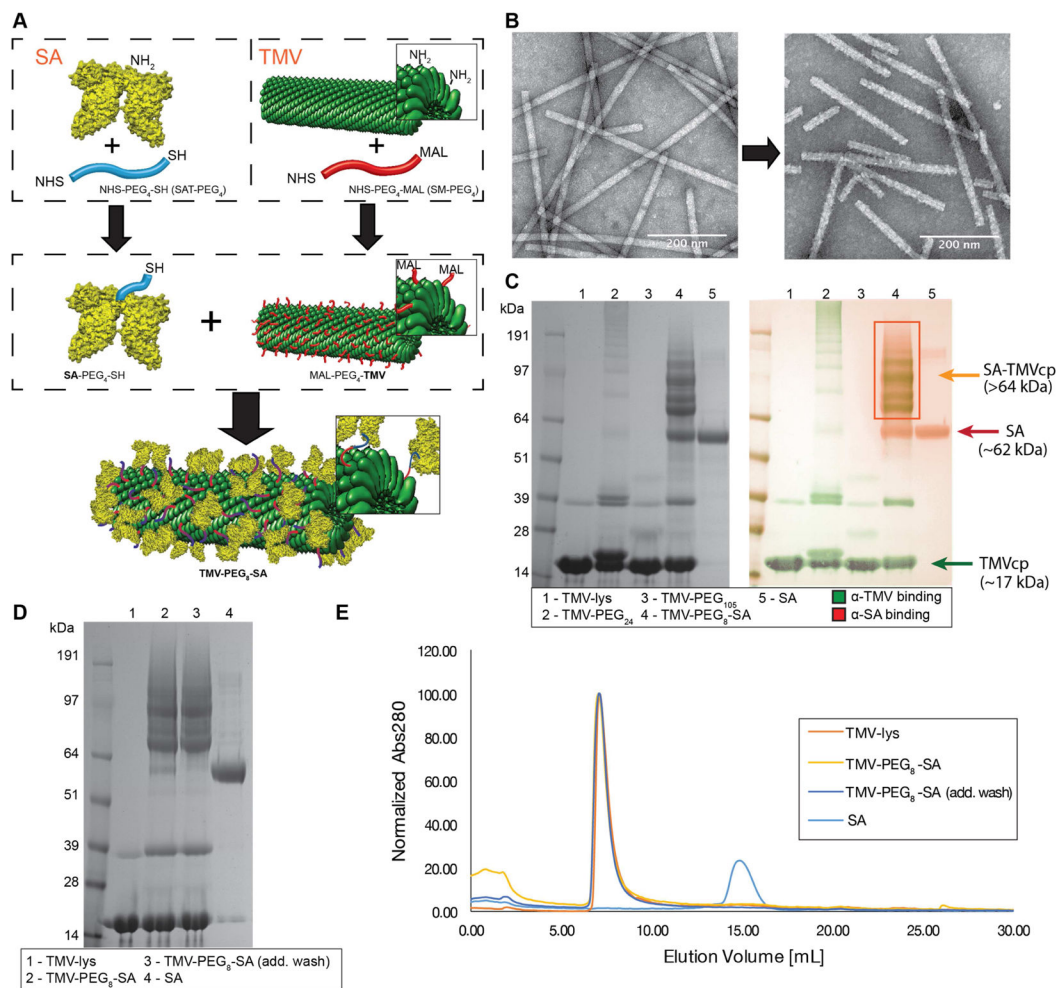 A
SA
NH2
+
SH
NHS
NHS-PEG4-SH (SAT-PEG4)
TMV
NH2
NH2
+
MAL
NHS
NHS-PEG4-MAL (SM-PEG4)
SH
SA-PEG4-SH
+
MAL
MAL
MAL-PEG4-TMV
TMV-PEG8-SA
B
200 nm
200 nm
C
kDa
1 2 3 4 5
191
97
64
51
39
28
14
1 2 3 4 5
SA-TMVcp
(>64 kDa)
SA
(~62 kDa)
TMVcp
(~17 kDa)
1 - TMV-lys 3 - TMV-PEG105 5 - SA
2 - TMV-PEG24 4 - TMV-PEG8-SA
α-TMV binding
α-SA binding
D
kDa
1 2 3 4
191
97
64
51
39
28
14
1 - TMV-lys 3 - TMV-PEG8-SA (add. wash)
2 - TMV-PEG8-SA 4 - SA
E
Normalized Abs280
120.00
100.00
80.00
60.00
40.00
20.00
0.00
0.00 5.00 10.00 15.00 20.00 25.00 30.00
Elution Volume [mL]
TMV-lys
TMV-PEG8-SA
TMV-PEG8-SA (add. wash)
SA